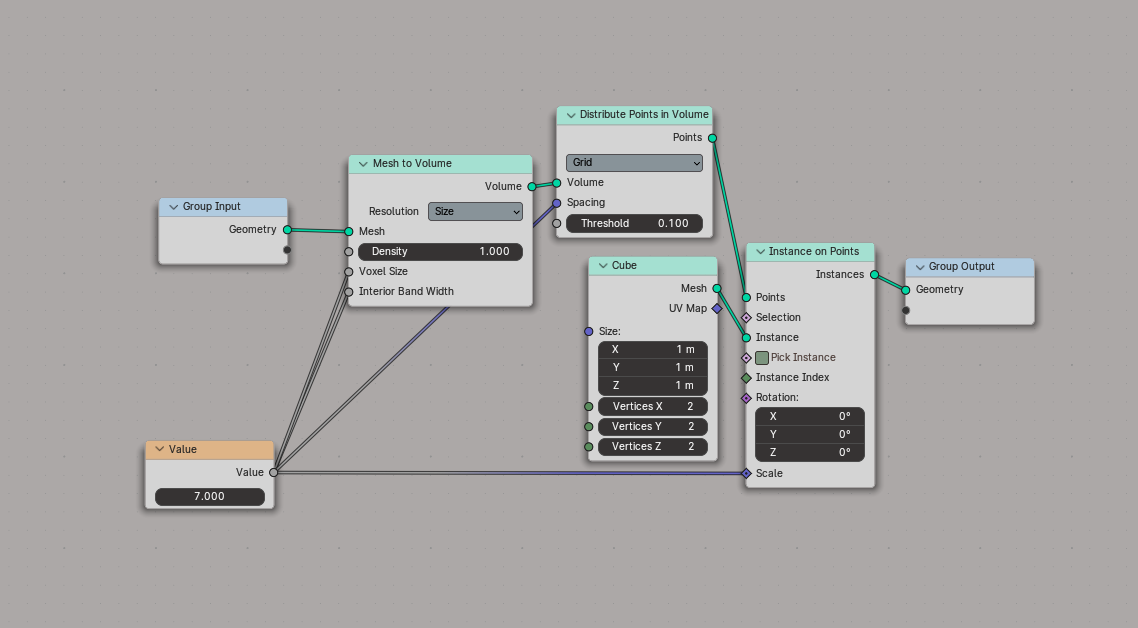 Group Input
Geometry
Mesh to Volume
Volume
Resolution Size
Mesh
Density 1.000
Voxel Size
Interior Band Width
Value
Value
7.000
Distribute Points in Volume
Points
Grid
Volume
Spacing
Threshold 0.100
Cube
Mesh
UV Map
Size:
X 1 m
Y 1 m
Z 1 m
Vertices X 2
Vertices Y 2
Vertices Z 2
Instance on Points
Instances
Points
Selection
Instance
Pick Instance
Instance Index
Rotation:
X 0°
Y 0°
Z 0°
Scale
Group Output
Geometry